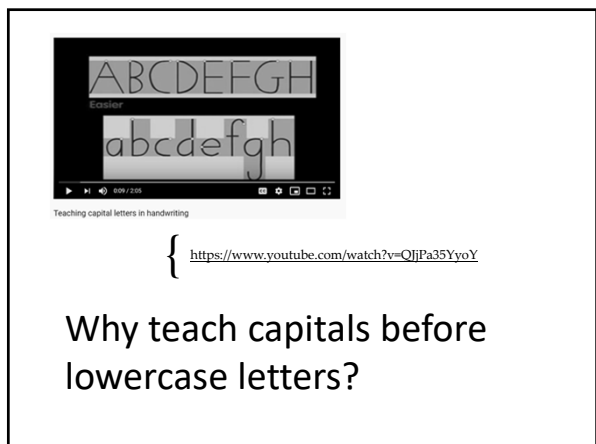 ABCDEFGH
Easier
abcdefgh
0:09 / 2:05
Teaching capital letters in handwriting
{ https://www.youtube.com/watch?v=QJjPa35YyoY
Why teach capitals before
lowercase letters?